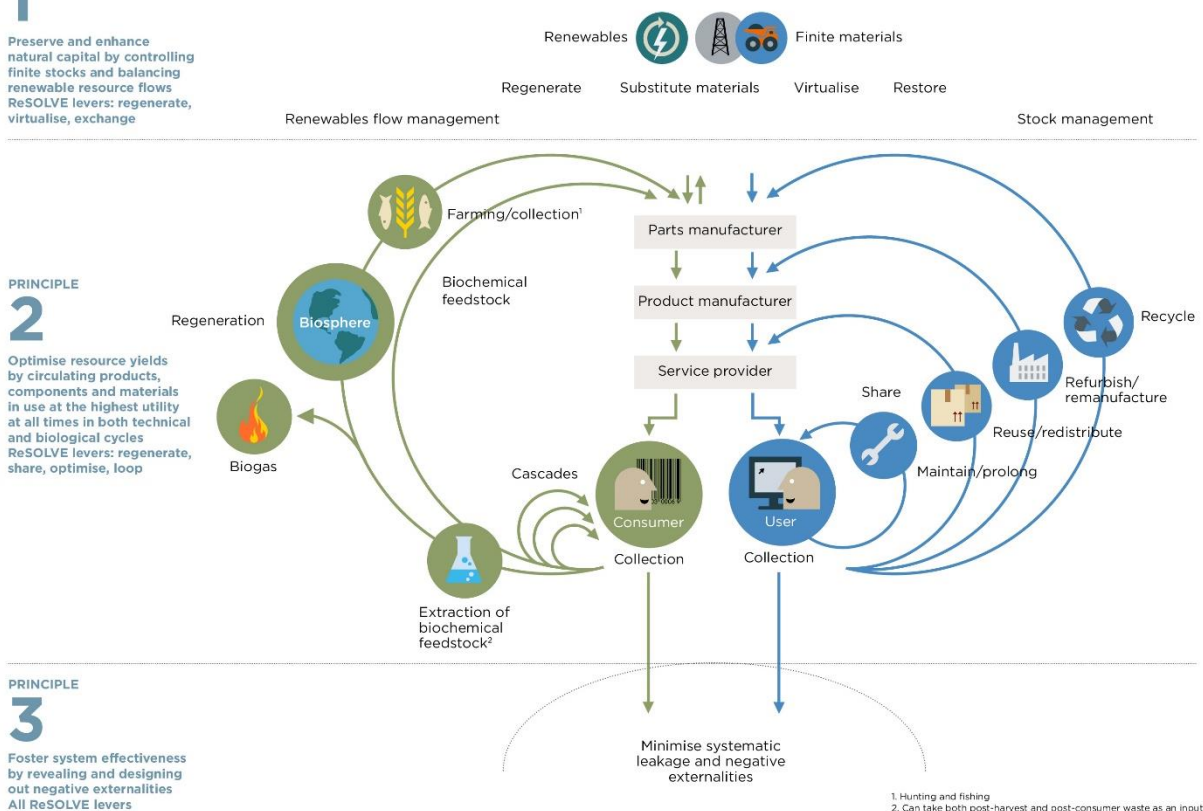 1
Preserve and enhance
natural capital by controlling
finite stocks and balancing
renewable resource flows
ReSOLVE levers: regenerate,
virtualise, exchange
Renewables
Finite materials
Regenerate
Substitute materials
Virtualise
Restore
Renewables flow management
Stock management
PRINCIPLE
2
Optimise resource yields
by circulating products,
components and materials
in use at the highest utility
at all times in both technical
and biological cycles
ReSOLVE levers: regenerate,
share, optimise, loop
Farming/collection¹
Biochemical
feedstock
Regeneration
Biosphere
Biogas
Cascades
Extraction of
biochemical
feedstock²
Parts manufacturer
Product manufacturer
Service provider
Consumer
Collection
User
Collection
Share
Maintain/prolong
Reuse/redistribute
Refurbish/
remanufacture
Recycle
PRINCIPLE
3
Foster system effectiveness
by revealing and designing
out negative externalities
All ReSOLVE levers
Minimise systematic
leakage and negative
externalities
1. Hunting and fishing
2. Can take both post-harvest and post-consumer waste as an input